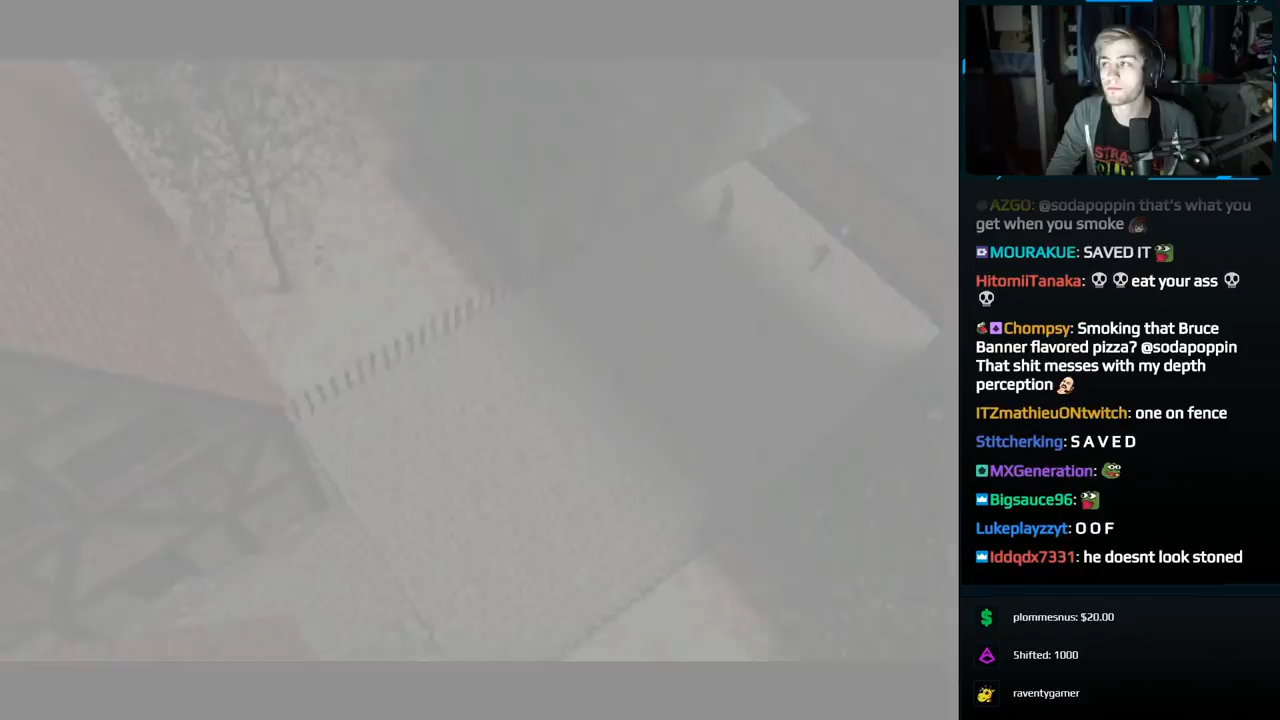 AZGO: @sodapoppin that's what you
get when you smoke
MOURAKUE: SAVED IT
HitomiiTanaka: eat your ass
Chompsy: Smoking that Bruce
Banner flavored pizza? @sodapoppin
That shit messes with my depth
perception
ITZmathieuONtwitch: one on fence
Stitcherking: S A V E D
MXGeneration:
Bigsauce96:
Lukeplayzzyt: O O F
Iddqdx7331: he doesnt look stoned
plommesnus: $20.00
Shifted: 1000
raventygamer